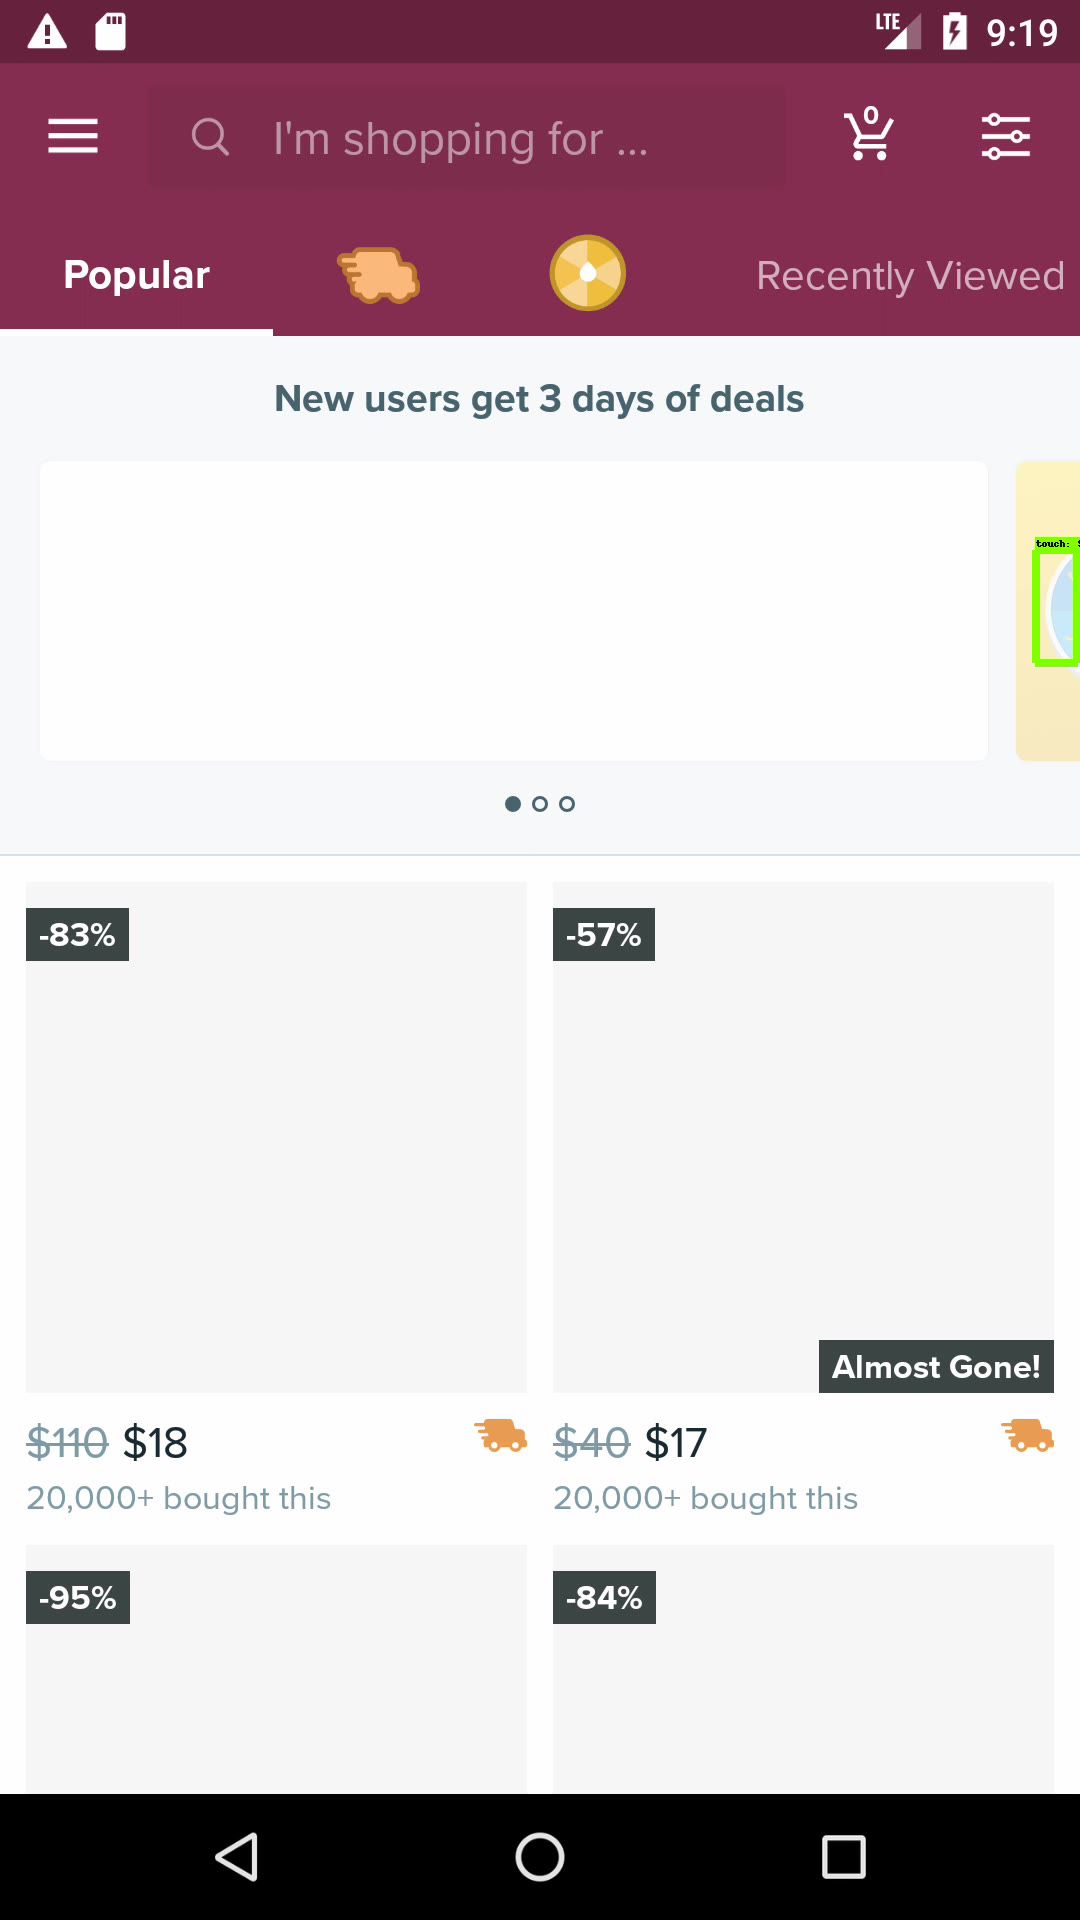 LTE 9:19
I'm shopping for ...
0
Popular
Recently Viewed
New users get 3 days of deals
touch:
-83%
-57%
Almost Gone!
$110 $18
$40 $17
20,000+ bought this
20,000+ bought this
-95%
-84%